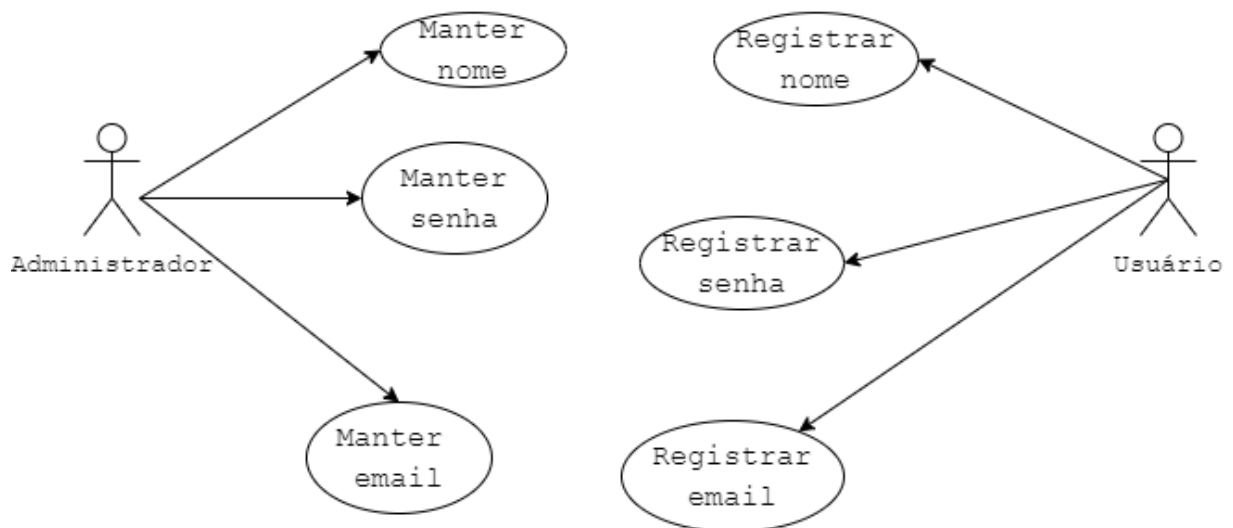 Manter
nome
Registrar
nome
Manter
senha
Administrador
Registrar
senha
Usuário
Manter
email
Registrar
email